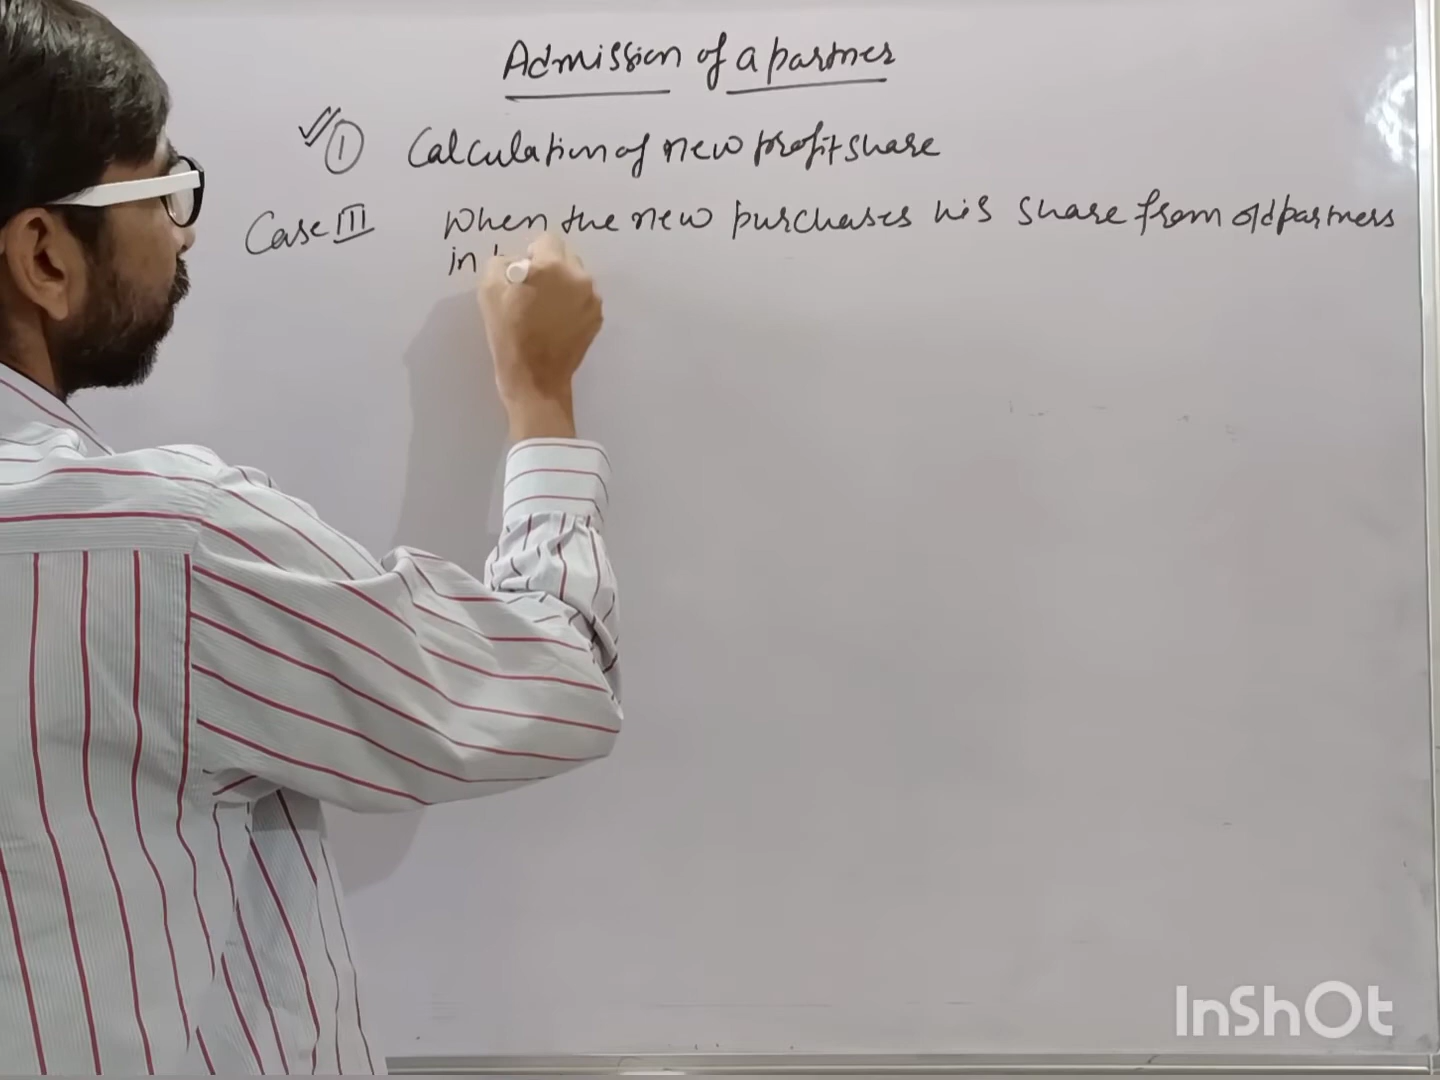 Admission of a partner
① Calculation of new profit share
Case III When the new purchases his share from old partners
in
InShOt